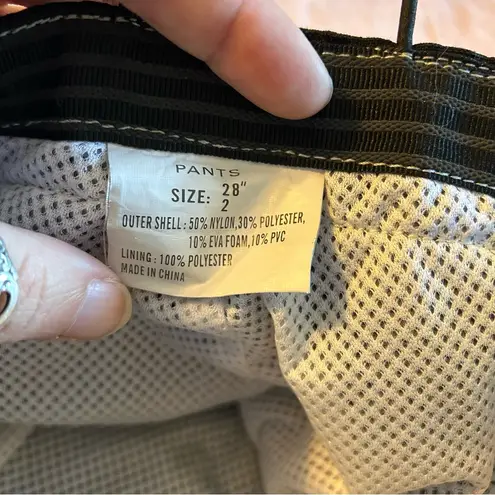 PANTS
SIZE: 28"
2
OUTER SHELL: 50% NYLON,30% POLYESTER,
10% EVA FOAM,10% PVC
LINING: 100% POLYESTER
MADE IN CHINA